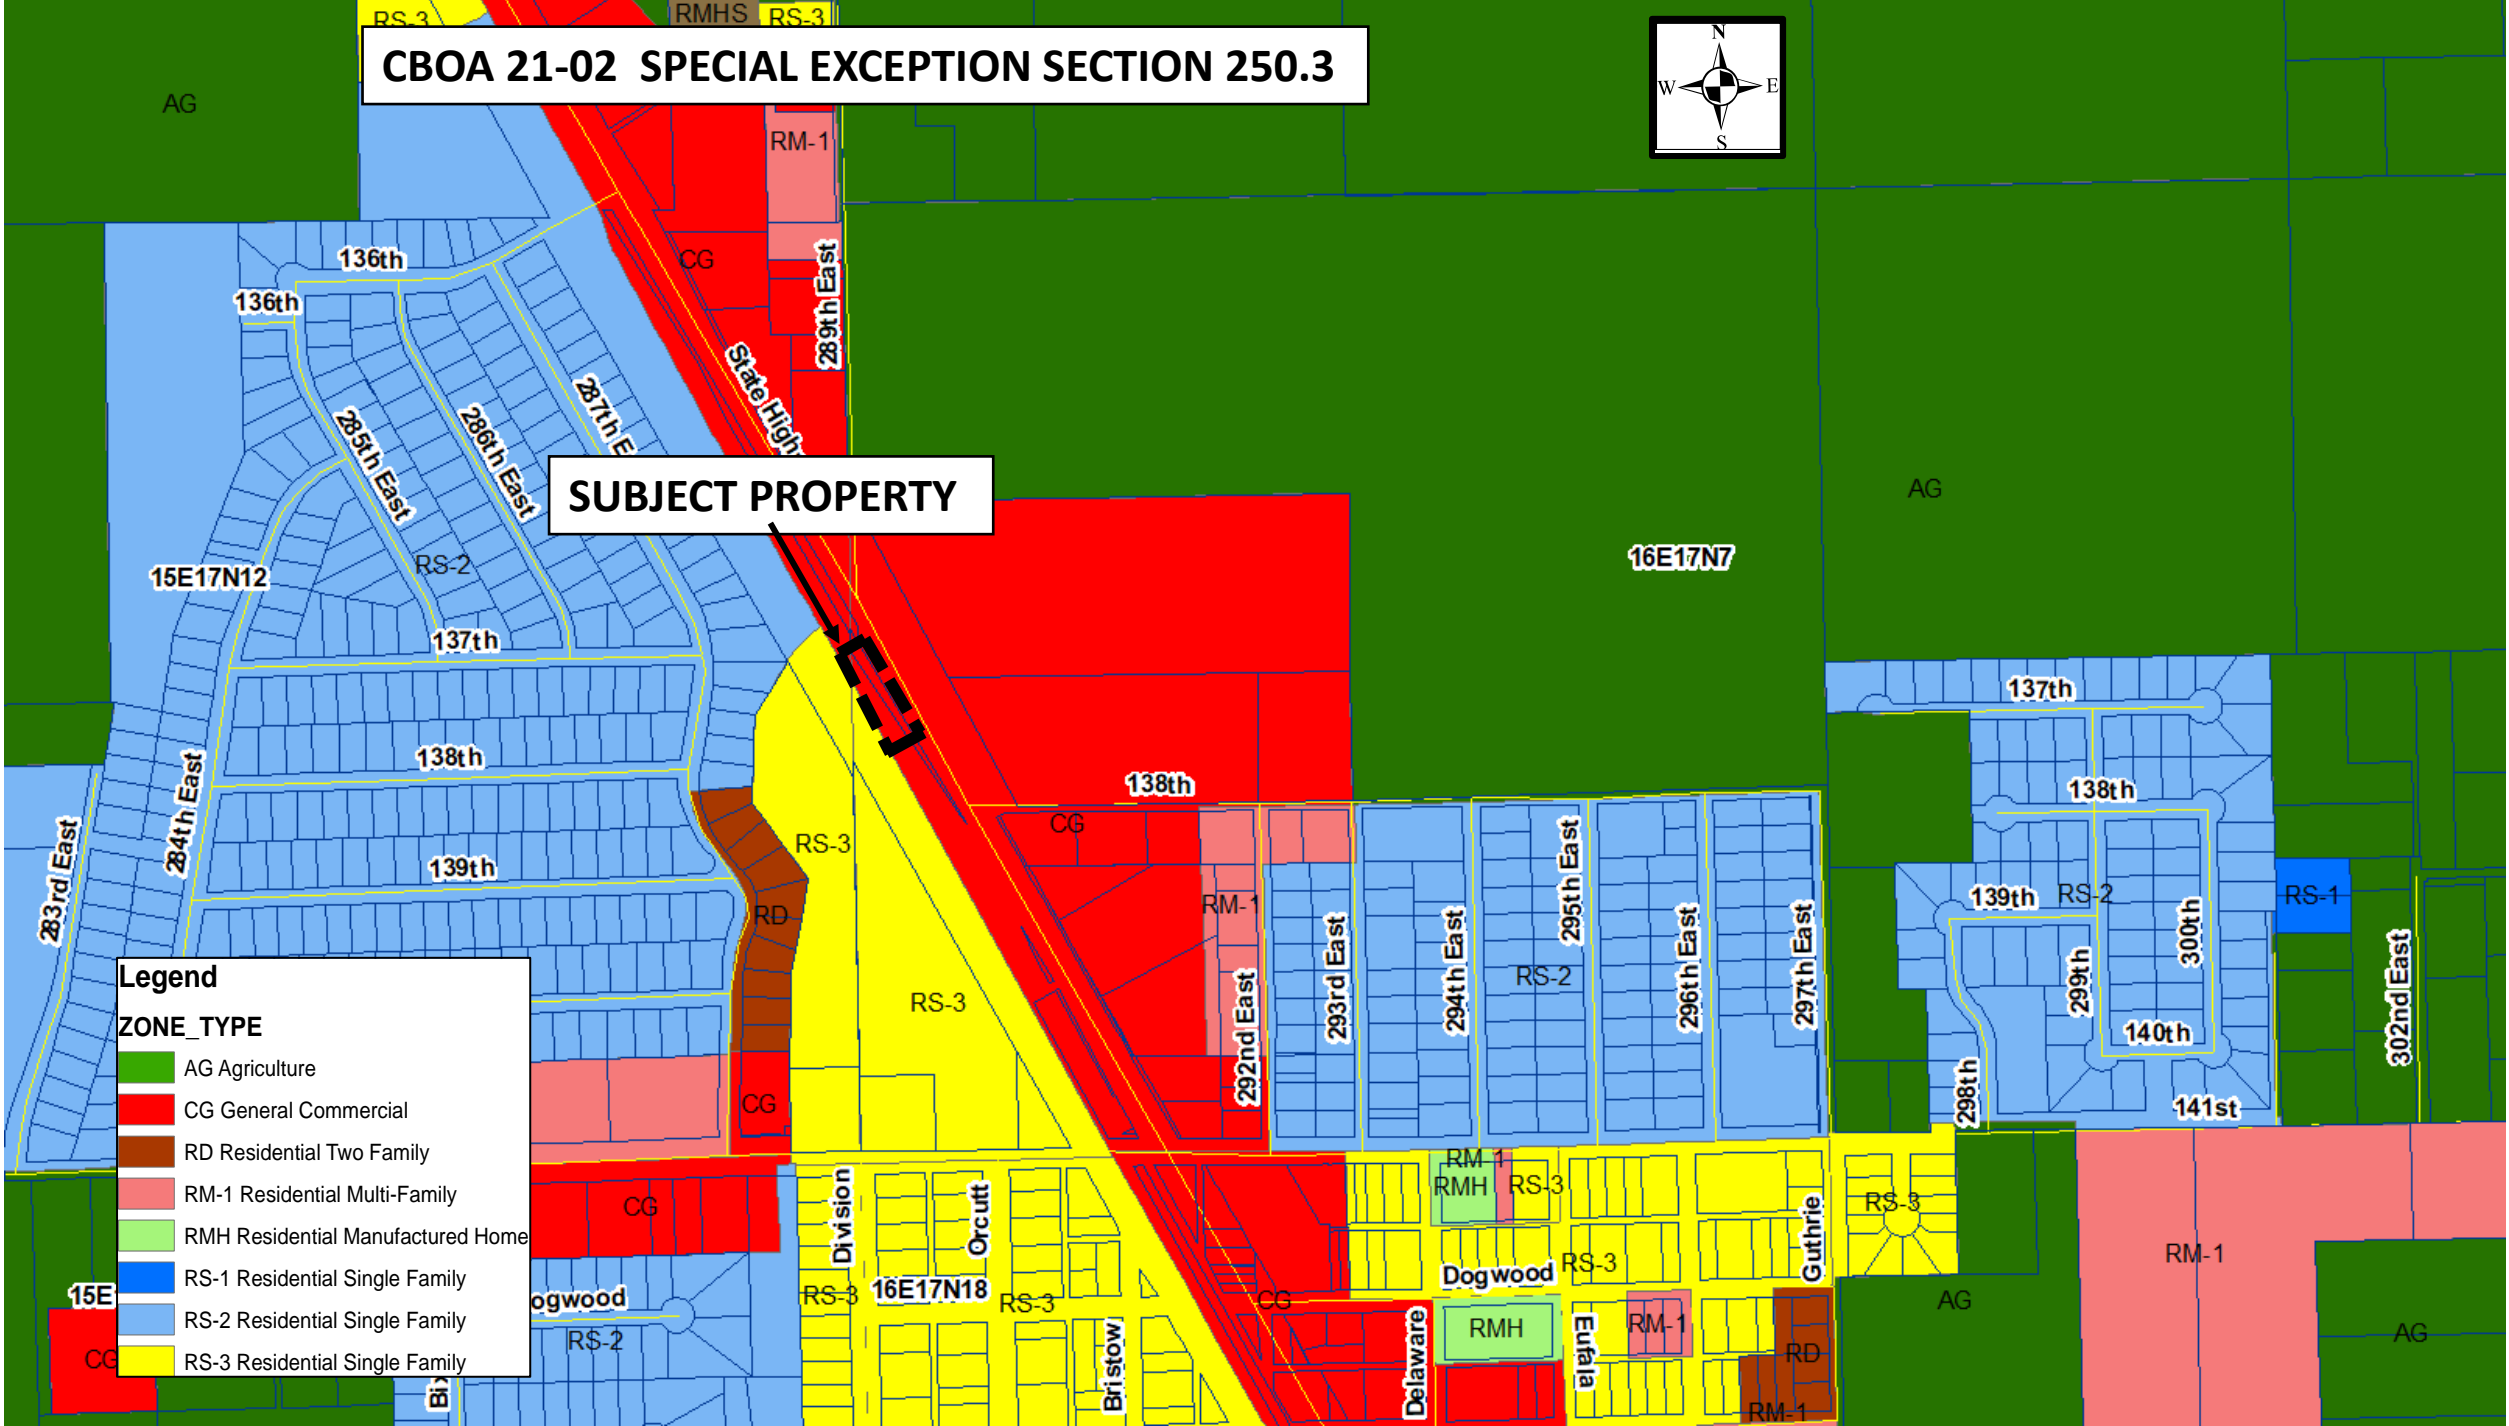 RS-3
RMHS
RS-3
CBOA 21-02 SPECIAL EXCEPTION SECTION 250.3
N
W
E
S
AG
RM-1
136th
CG
136th
289th East
State High
287th E
285th East
286th East
SUBJECT PROPERTY
AG
RS-2
15E17N12
16E17N7
137th
137th
138th
138th
138th
284th East
283rd East
CG
RS-3
139th
RD
RM-1
295th East
RS-2
139th
RS-2
RS-1
300th
293rd East
294th East
296th East
297th East
299th
302nd East
RS-3
292nd East
140th
298th
141st
CG
Legend
ZONE_TYPE
AG Agriculture
CG General Commercial
RD Residential Two Family
RM-1 Residential Multi-Family
RMH Residential Manufactured Home
RS-1 Residential Single Family
RS-2 Residential Single Family
RS-3 Residential Single Family
RM-1
RMH
RS-3
RS-3
CG
Division
Orcutt
Guthrie
RM-1
RS-3
Dogwood
15E
ogwood
RS-3
16E17N18
RS-3
CG
AG
RS-2
Bristow
Delaware
RMH
Eufala
RM-1
RD
AG
CG
Bix
RM-1